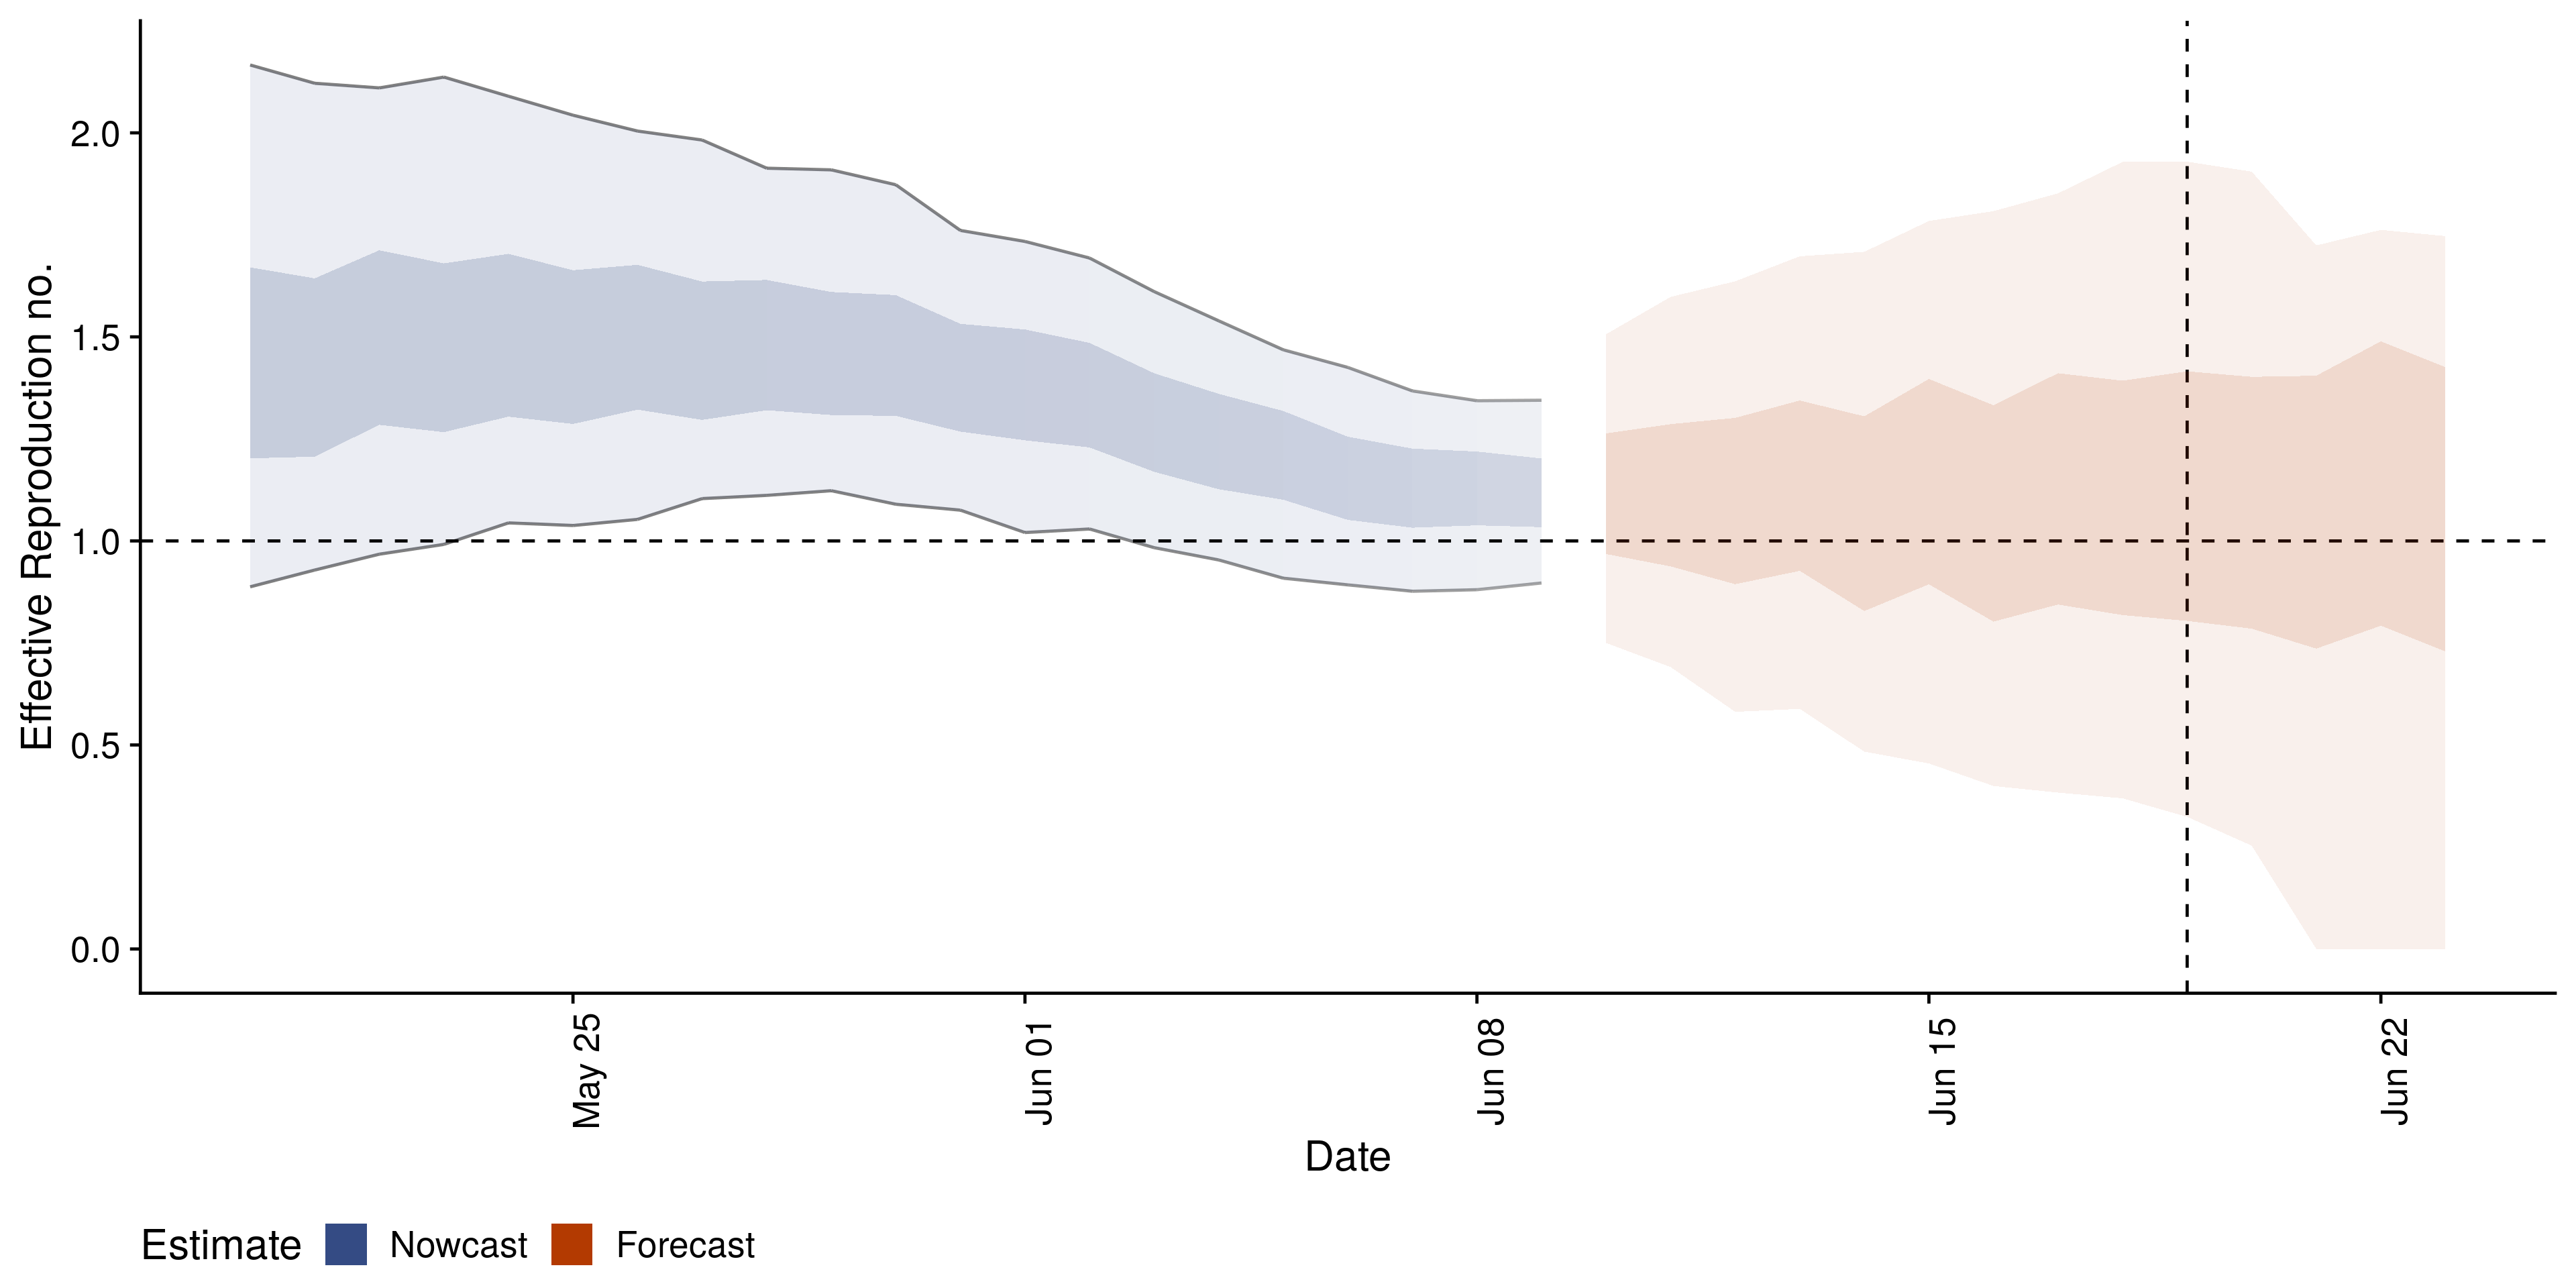 Effective Reproduction no.
2.0
1.5
1.0
0.5
0.0
May 25
Jun 01
Jun 08
Jun 15
Jun 22
Date
Estimate Nowcast Forecast